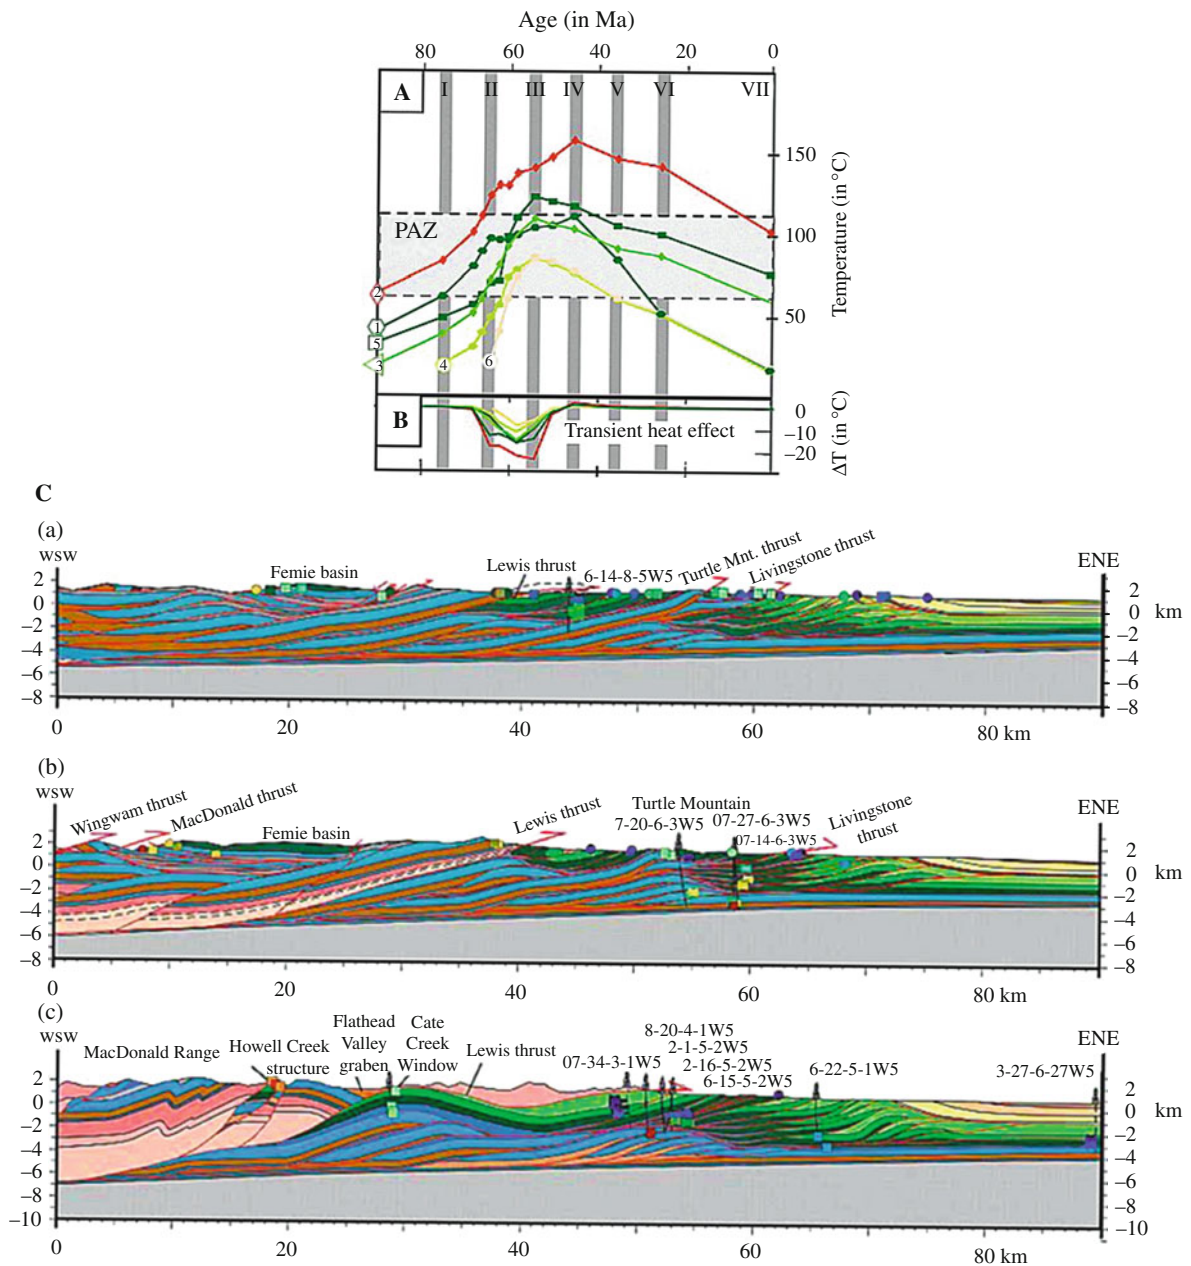 Age (in Ma)
80 60 40 20 0
A I II III IV V VI VII
150
PAZ
100
50
Temperature (in °C)
2
1
5
3
4
6
B
Transient heat effect
0
−10
−20
ΔT (in °C)
C
(a)
WSW
ENE
Femie basin
Lewis thrust
6-14-8-5W5
Turtle Mnt. thrust
Livingstone thrust
2
0
−2
−4
−6
−8
2
0
−2
−4
−6
−8
km
0 20 40 60 80 km
(b)
WSW
ENE
Wingwam thrust
MacDonald thrust
Femie basin
Lewis thrust
Turtle Mountain
7-20-6-3W5
07-27-6-3W5
07-14-6-3W5
Livingstone
thrust
2
0
−2
−4
−6
−8
2
0
−2
−4
−6
−8
km
0 20 40 60 80 km
(c)
WSW
ENE
MacDonald Range
Howell Creek
structure
Flathead
Valley
graben
Cate
Creek
Window
Lewis thrust
07-34-3-1W5
8-20-4-1W5
2-1-5-2W5
2-16-5-2W5
6-15-5-2W5
6-22-5-1W5
3-27-6-27W5
2
0
−2
−4
−6
−8
−10
2
0
−2
−4
−6
−8
−10
km
0 20 40 60 80 km